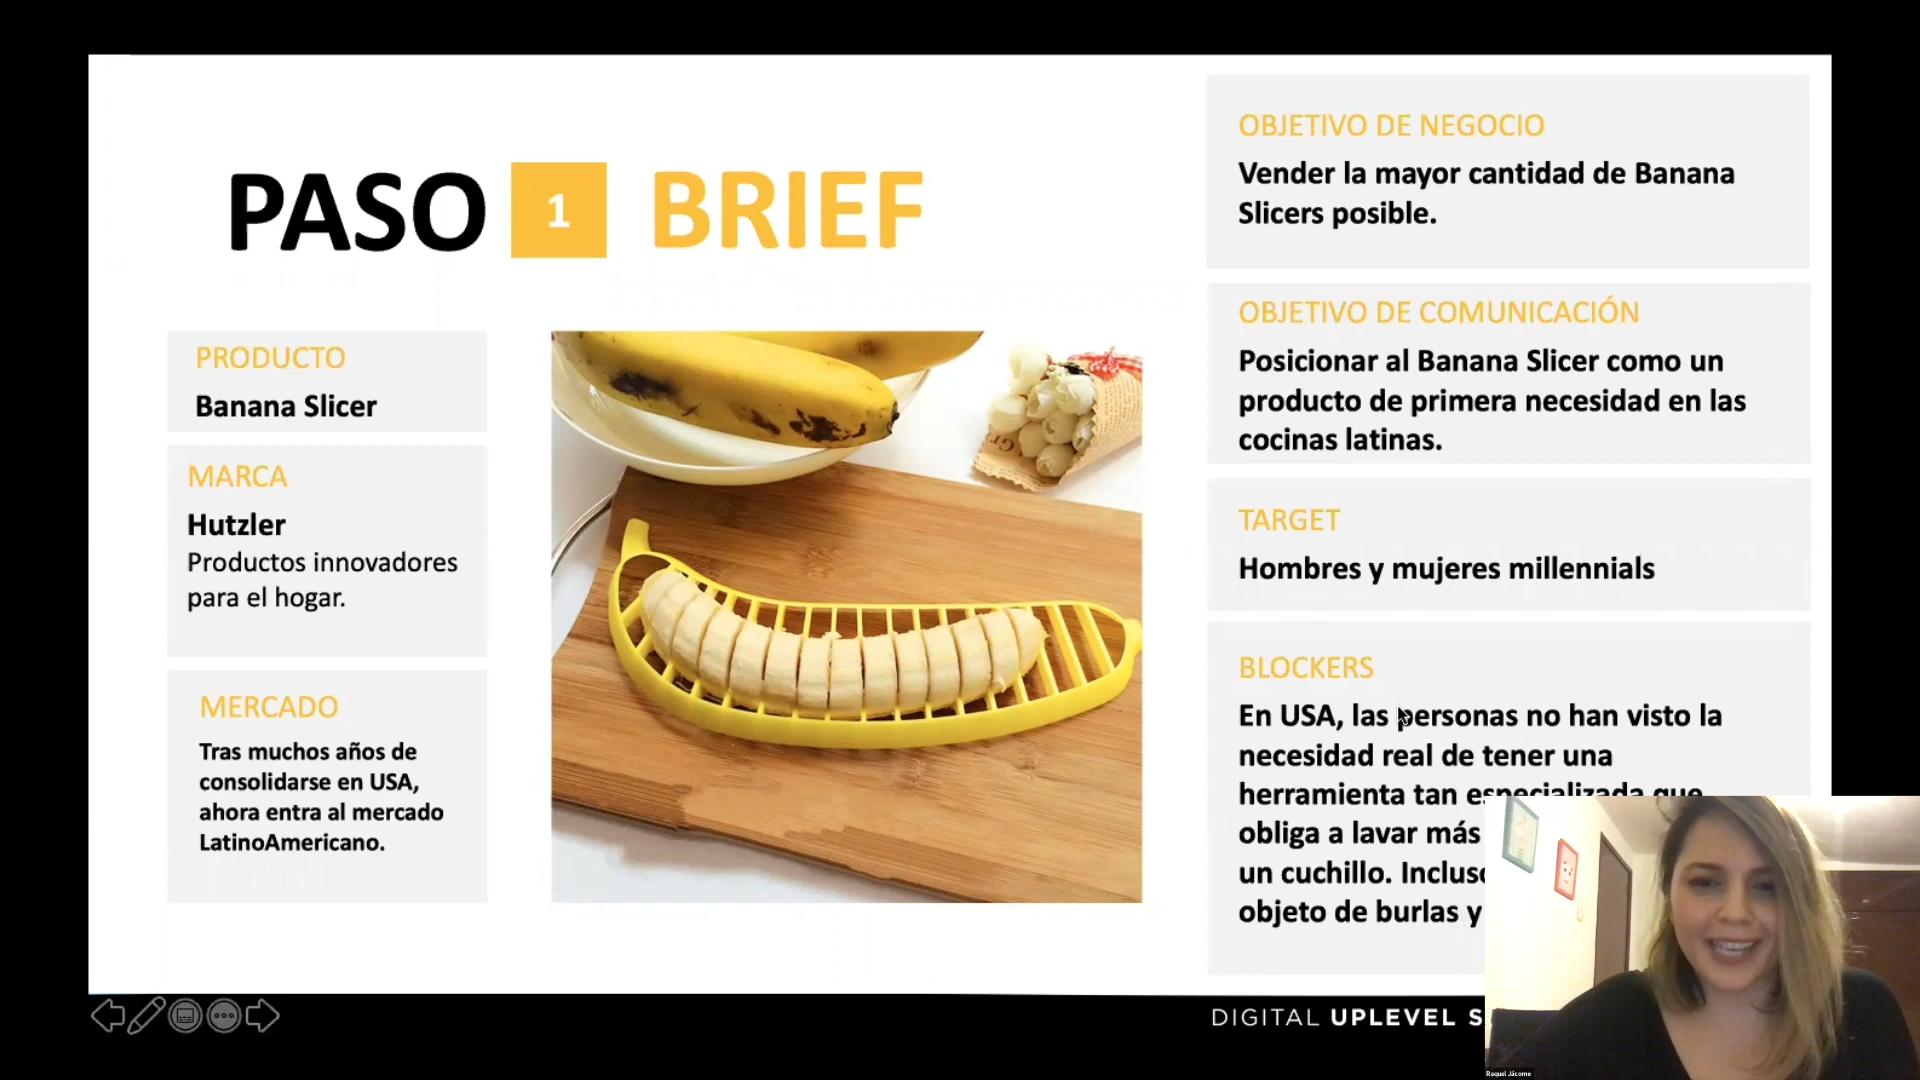 PASO 1 BRIEF
PRODUCTO
Banana Slicer
MARCA
Hutzler
Productos innovadores
para el hogar.
MERCADO
Tras muchos años de
consolidarse en USA,
ahora entra al mercado
LatinoAmericano.
OBJETIVO DE NEGOCIO
Vender la mayor cantidad de Banana
Slicers posible.
OBJETIVO DE COMUNICACIÓN
Posicionar al Banana Slicer como un
producto de primera necesidad en las
cocinas latinas.
TARGET
Hombres y mujeres millennials
BLOCKERS
En USA, las personas no han visto la
necesidad real de tener una
herramienta tan especializada que
obliga a lavar más
un cuchillo. Incluso
objeto de burlas y
DIGITAL UPLEVEL S
Raquel Jácome